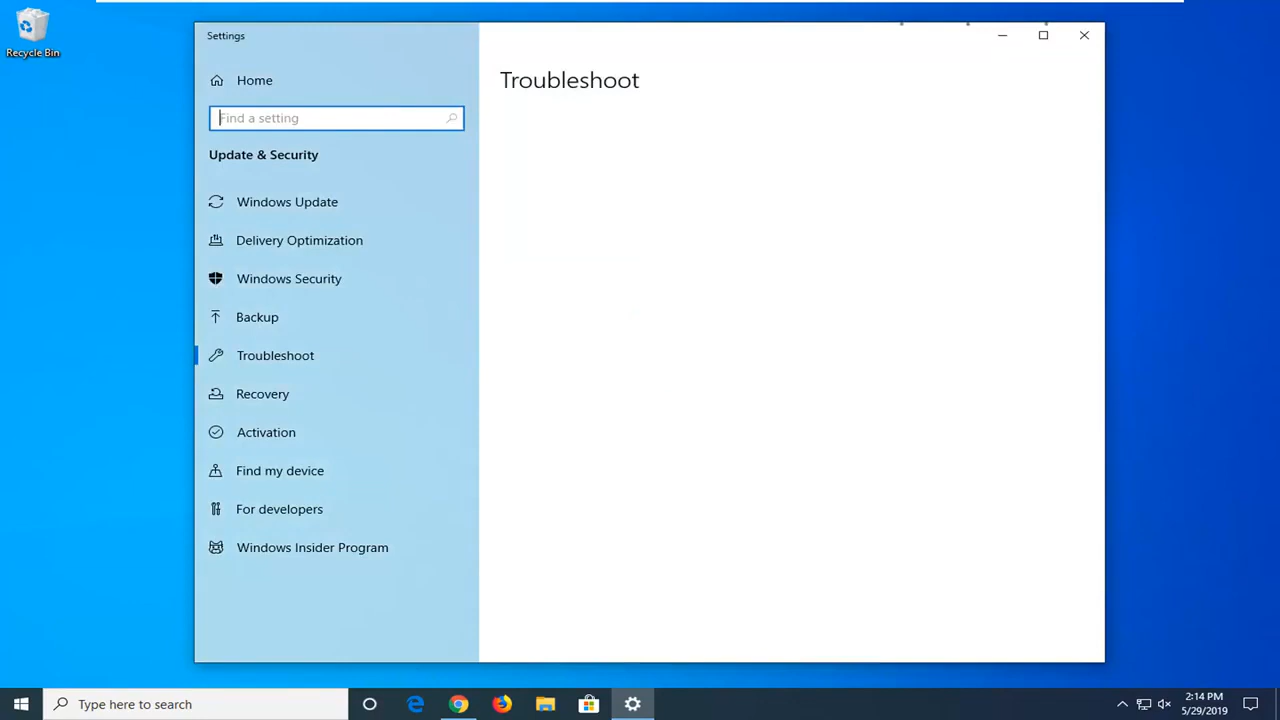 Recycle Bin
Settings
Home
Find a setting
Update & Security
Windows Update
Delivery Optimization
Windows Security
Backup
Troubleshoot
Recovery
Activation
Find my device
For developers
Windows Insider Program
Troubleshoot
Type here to search
2:14 PM
5/29/2019